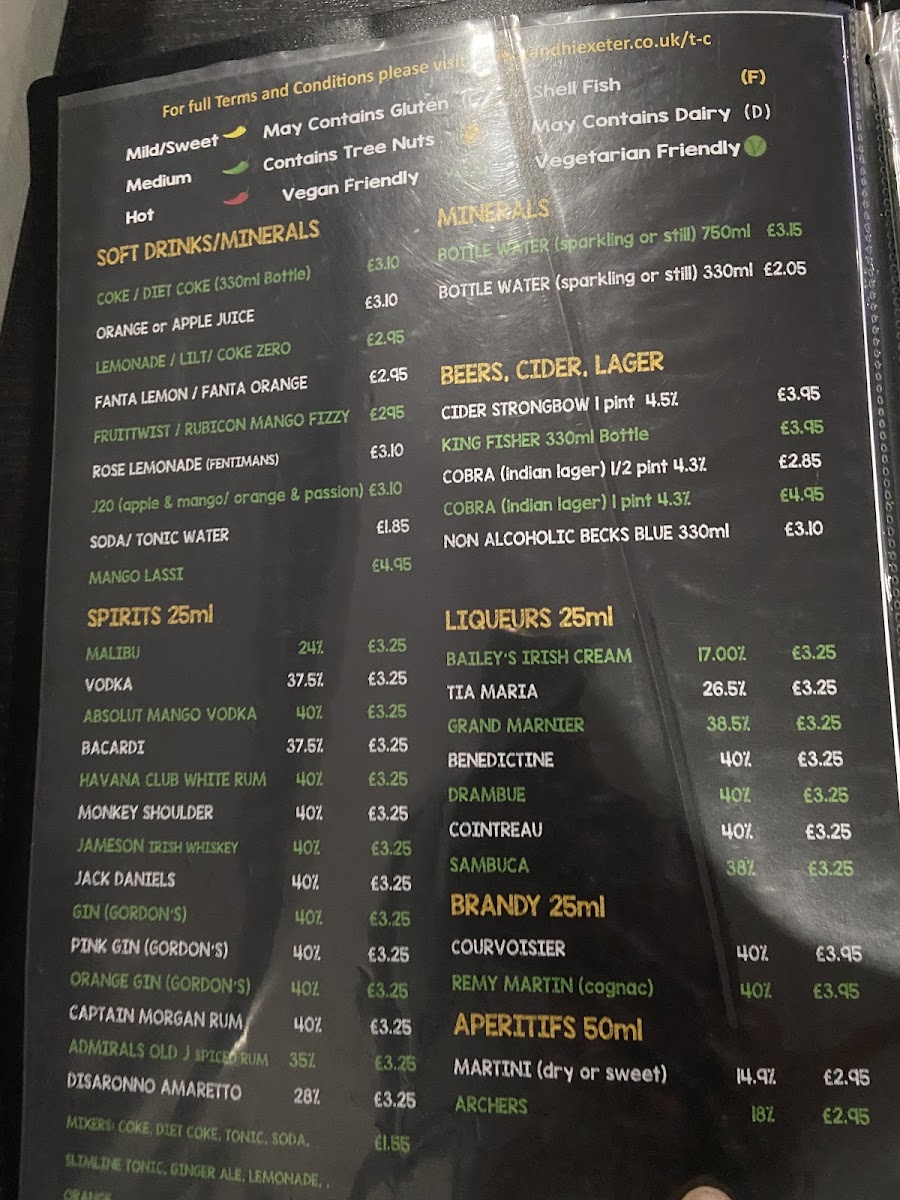 For full Terms and Conditions please visit andhiexeter.co.uk/t-c
Mild/Sweet May Contains Gluten Shell Fish (F)
Medium Contains Tree Nuts May Contains Dairy (D)
Hot Vegan Friendly Vegetarian Friendly V
SOFT DRINKS/MINERALS
COKE / DIET COKE (330ml Bottle) £3.10
ORANGE or APPLE JUICE £3.10
LEMONADE / LILT/ COKE ZERO £2.95
FANTA LEMON / FANTA ORANGE £2.95
FRUITTWIST / RUBICON MANGO FIZZY £295
ROSE LEMONADE (FENTIMANS) £3.10
J20 (apple & mango/ orange & passion) £3.10
SODA/ TONIC WATER £1.85
MANGO LASSI £4.95
SPIRITS 25ml
MALIBU 24% £3.25
VODKA 37.5% £3.25
ABSOLUT MANGO VODKA 40% £3.25
BACARDI 37.5% £3.25
HAVANA CLUB WHITE RUM 40% £3.25
MONKEY SHOULDER 40% £3.25
JAMESON IRISH WHISKEY 40% £3.25
JACK DANIELS 40% £3.25
GIN (GORDON'S) 40% £3.25
PINK GIN (GORDON'S) 40% £3.25
ORANGE GIN (GORDON'S) 40% £3.25
CAPTAIN MORGAN RUM 40% £3.25
ADMIRALS OLD J SPICED RUM 35% £3.25
DISARONNO AMARETTO 28% £3.25
MIXERS: COKE, DIET COKE, TONIC, SODA, £1.55
SLIMLINE TONIC, GINGER ALE, LEMONADE, ,
ORANGE
MINERALS
BOTTLE WATER (sparkling or still) 750ml £3.15
BOTTLE WATER (sparkling or still) 330ml £2.05
BEERS, CIDER, LAGER
CIDER STRONGBOW 1 pint 4.5% £3.95
KING FISHER 330ml Bottle £3.95
COBRA (indian lager) 1/2 pint 4.3% £2.85
COBRA (indian lager) 1 pint 4.3% £4.95
NON ALCOHOLIC BECKS BLUE 330ml £3.10
LIQUEURS 25ml
BAILEY'S IRISH CREAM 17.00% £3.25
TIA MARIA 26.5% £3.25
GRAND MARNIER 38.5% £3.25
BENEDICTINE 40% £3.25
DRAMBUE 40% £3.25
COINTREAU 40% £3.25
SAMBUCA 38% £3.25
BRANDY 25ml
COURVOISIER 40% £3.95
REMY MARTIN (cognac) 40% £3.95
APERITIFS 50ml
MARTINI (dry or sweet) 14.9% £2.95
ARCHERS 18% £2.95